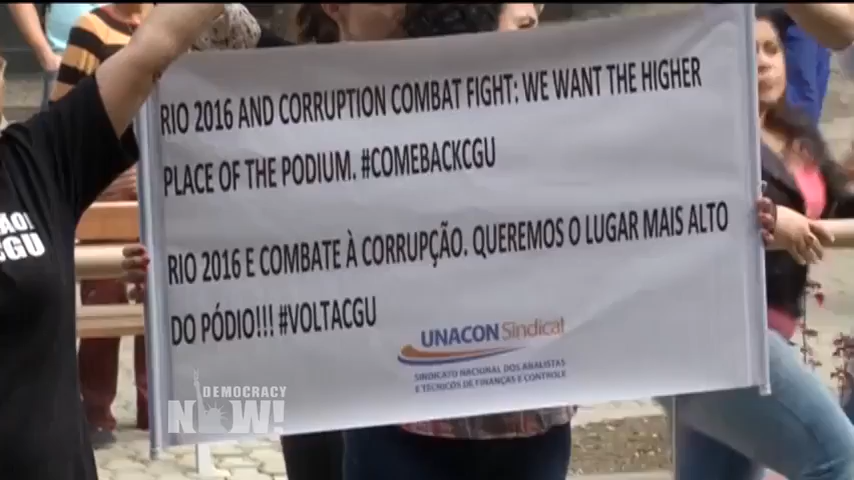 RIO 2016 AND CORRUPTION COMBAT FIGHT: WE WANT THE HIGHER
PLACE OF THE PODIUM. #COMEBACKCGU
RIO 2016 E COMBATE À CORRUPÇÃO. QUEREMOS O LUGAR MAIS ALTO
DO PÓDIO!!! #VOLTACGU
UNACON Sindical
SINDICATO NACIONAL DOS ANALISTAS
E TÉCNICOS DE FINANÇAS E CONTROLE
CGU
DEMOCRACY
NOW!